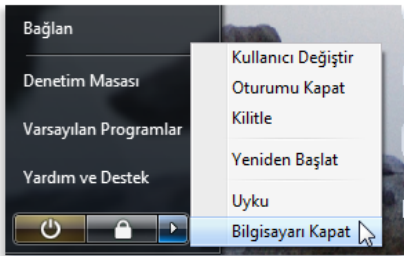 Bağlan
Denetim Masası
Varsayılan Programlar
Yardım ve Destek
Kullanıcı Değiştir
Oturumu Kapat
Kilitle
Yeniden Başlat
Uyku
Bilgisayarı Kapat